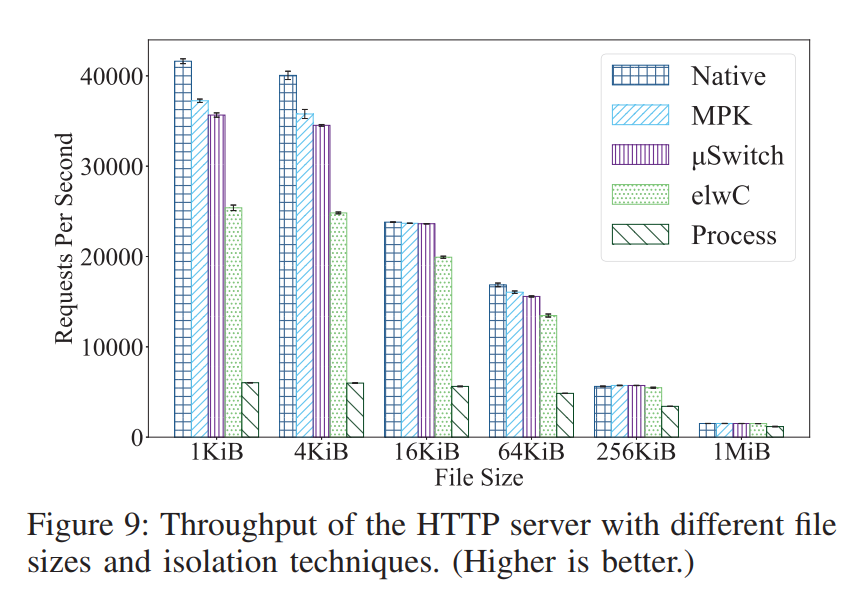 40000
30000
20000
10000
0
Requests Per Second
Native
MPK
μSwitch
elwC
Process
1KiB 4KiB 16KiB 64KiB 256KiB 1MiB
File Size
Figure 9: Throughput of the HTTP server with different file
sizes and isolation techniques. (Higher is better.)